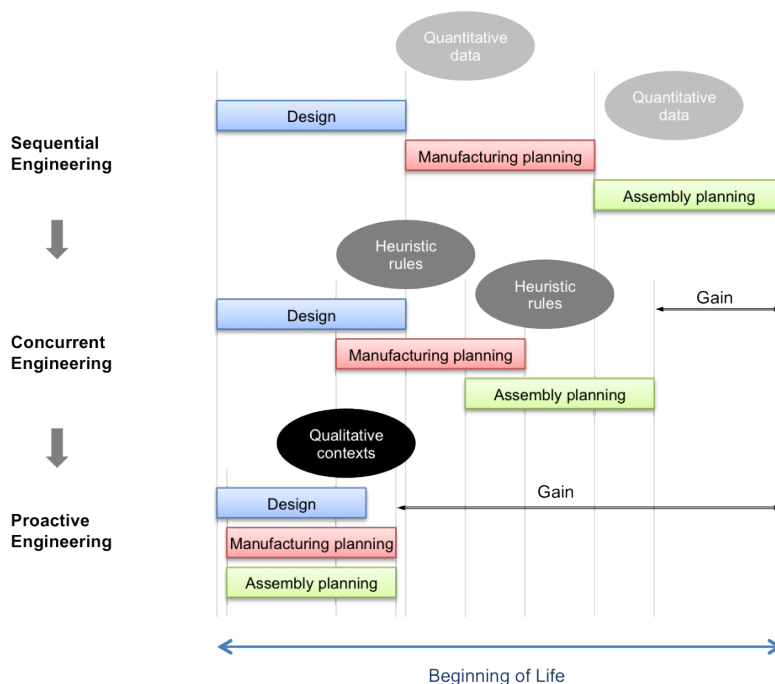 Quantitative
data
Quantitative
data
Design
Sequential
Engineering
Manufacturing planning
Assembly planning
Heuristic
rules
Heuristic
rules
Gain
Design
Concurrent
Engineering
Manufacturing planning
Assembly planning
Qualitative
contexts
Gain
Design
Proactive
Engineering
Manufacturing planning
Assembly planning
Beginning of Life